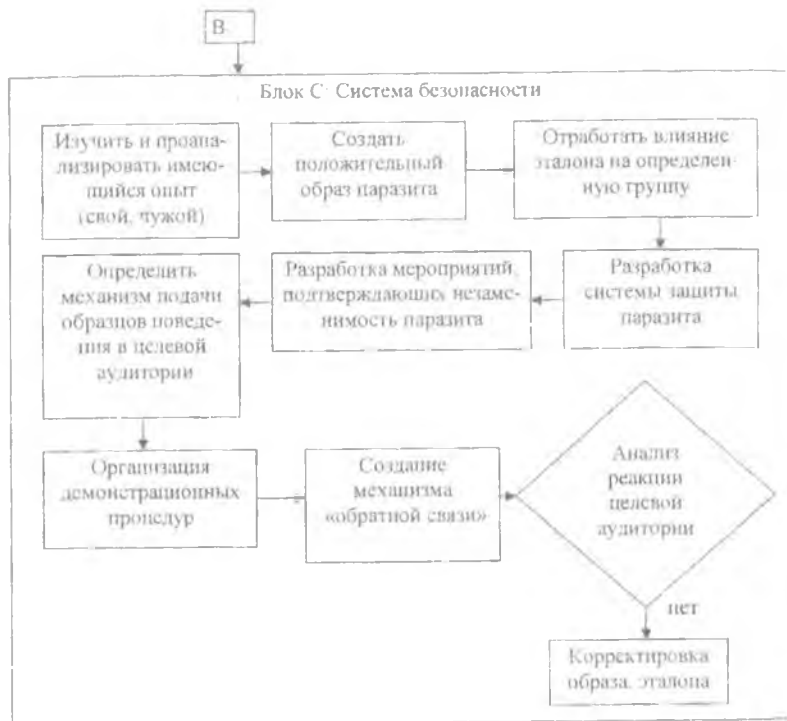 В
Блок С Система безопасности
Изучить и проана-
лизировать имею-
щийся опыт
(свой, чужой)
Создать
положительный
образ паразита
Отработать влияние
эталона на определен
ную группу
Разработка
системы защиты
паразита
Разработка мероприятий,
подтверждающих незаме-
нимость паразита
Определить
механизм подачи
образцов поведе-
ния в целевой
аудитории
Организация
демонстрационных
процедур
Создание
механизма
«обратной связи»
Анализ
реакции
целевой
аудитории
нет
Корректировка
образа, эталона